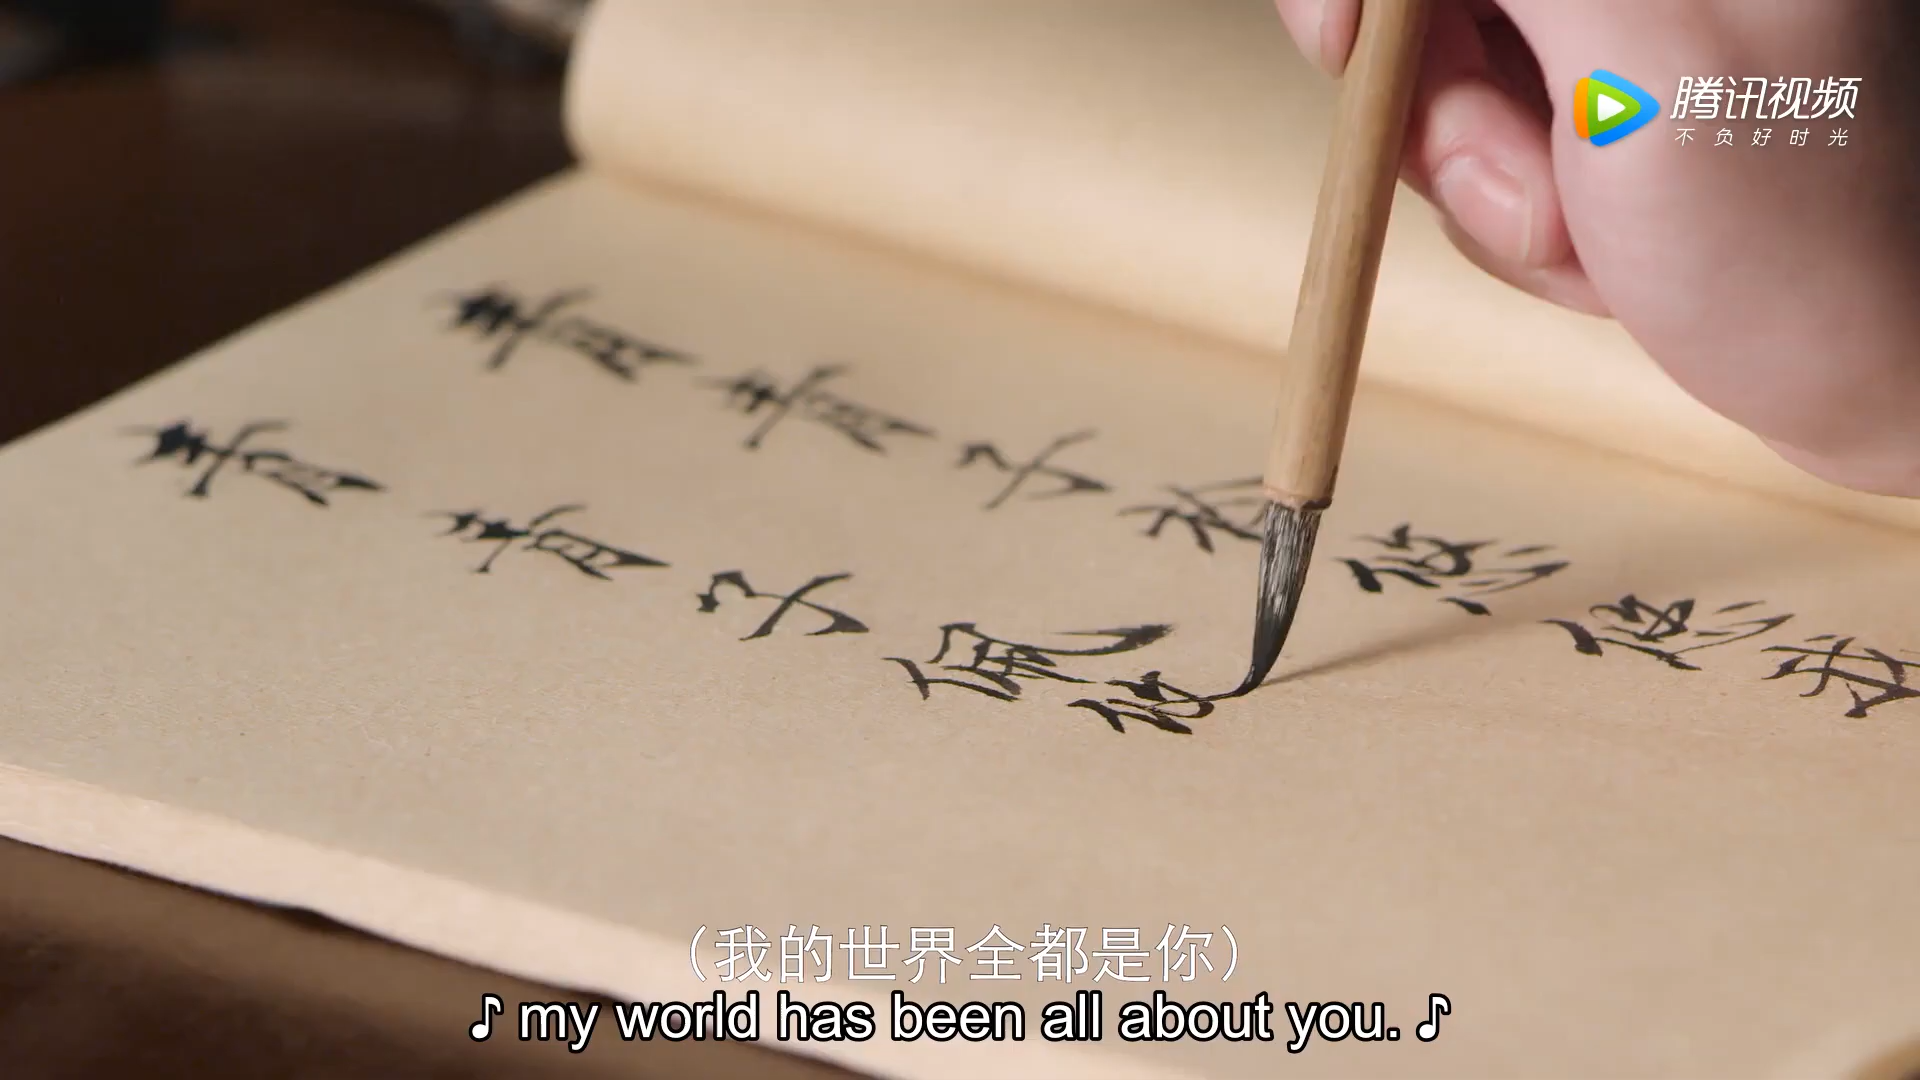 腾讯视频
不负好时光
青青子衿悠悠我
青青子佩攸
（我的世界全都是你）
♪ my world has been all about you. ♪